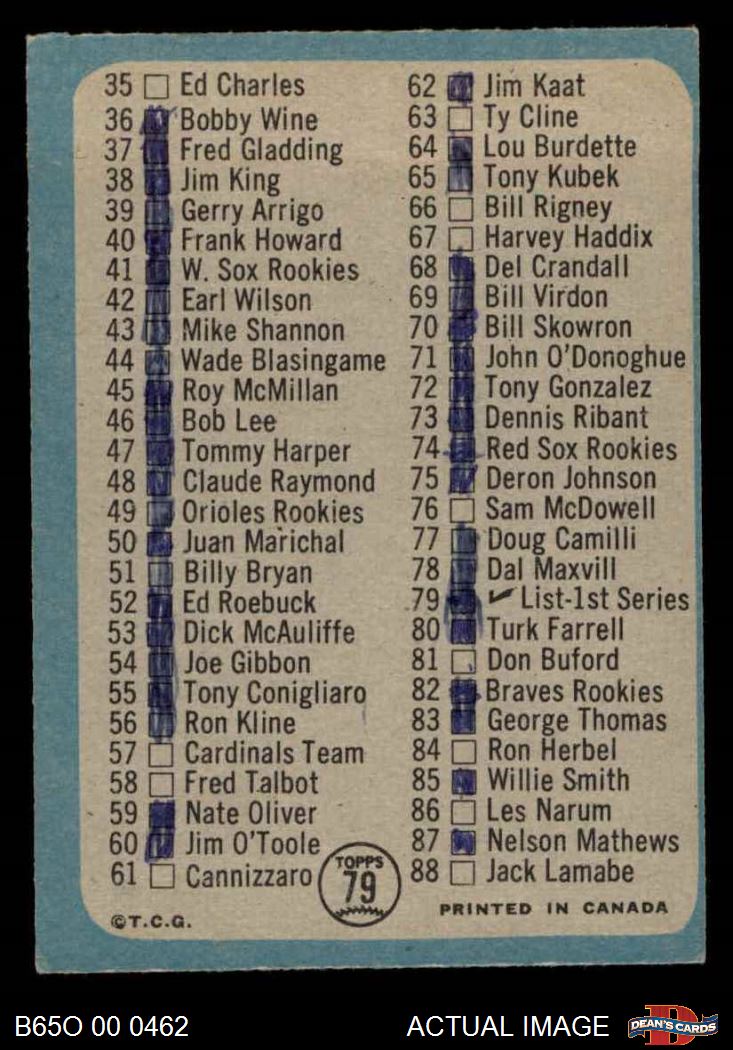 35 Ed Charles
36 Bobby Wine
37 Fred Gladding
38 Jim King
39 Gerry Arrigo
40 Frank Howard
41 W. Sox Rookies
42 Earl Wilson
43 Mike Shannon
44 Wade Blasingame
45 Roy McMillan
46 Bob Lee
47 Tommy Harper
48 Claude Raymond
49 Orioles Rookies
50 Juan Marichal
51 Billy Bryan
52 Ed Roebuck
53 Dick McAuliffe
54 Joe Gibbon
55 Tony Conigliaro
56 Ron Kline
57 Cardinals Team
58 Fred Talbot
59 Nate Oliver
60 Jim O'Toole
61 Cannizzaro
©T.C.G.
TOPPS
79
62 Jim Kaat
63 Ty Cline
64 Lou Burdette
65 Tony Kubek
66 Bill Rigney
67 Harvey Haddix
68 Del Crandall
69 Bill Virdon
70 Bill Skowron
71 John O'Donoghue
72 Tony Gonzalez
73 Dennis Ribant
74 Red Sox Rookies
75 Deron Johnson
76 Sam McDowell
77 Doug Camilli
78 Dal Maxvill
79 ✓ List-1st Series
80 Turk Farrell
81 Don Buford
82 Braves Rookies
83 George Thomas
84 Ron Herbel
85 Willie Smith
86 Les Narum
87 Nelson Mathews
88 Jack Lamabe
PRINTED IN CANADA
B65O 00 0462
ACTUAL IMAGE
D
DEAN'S CARDS